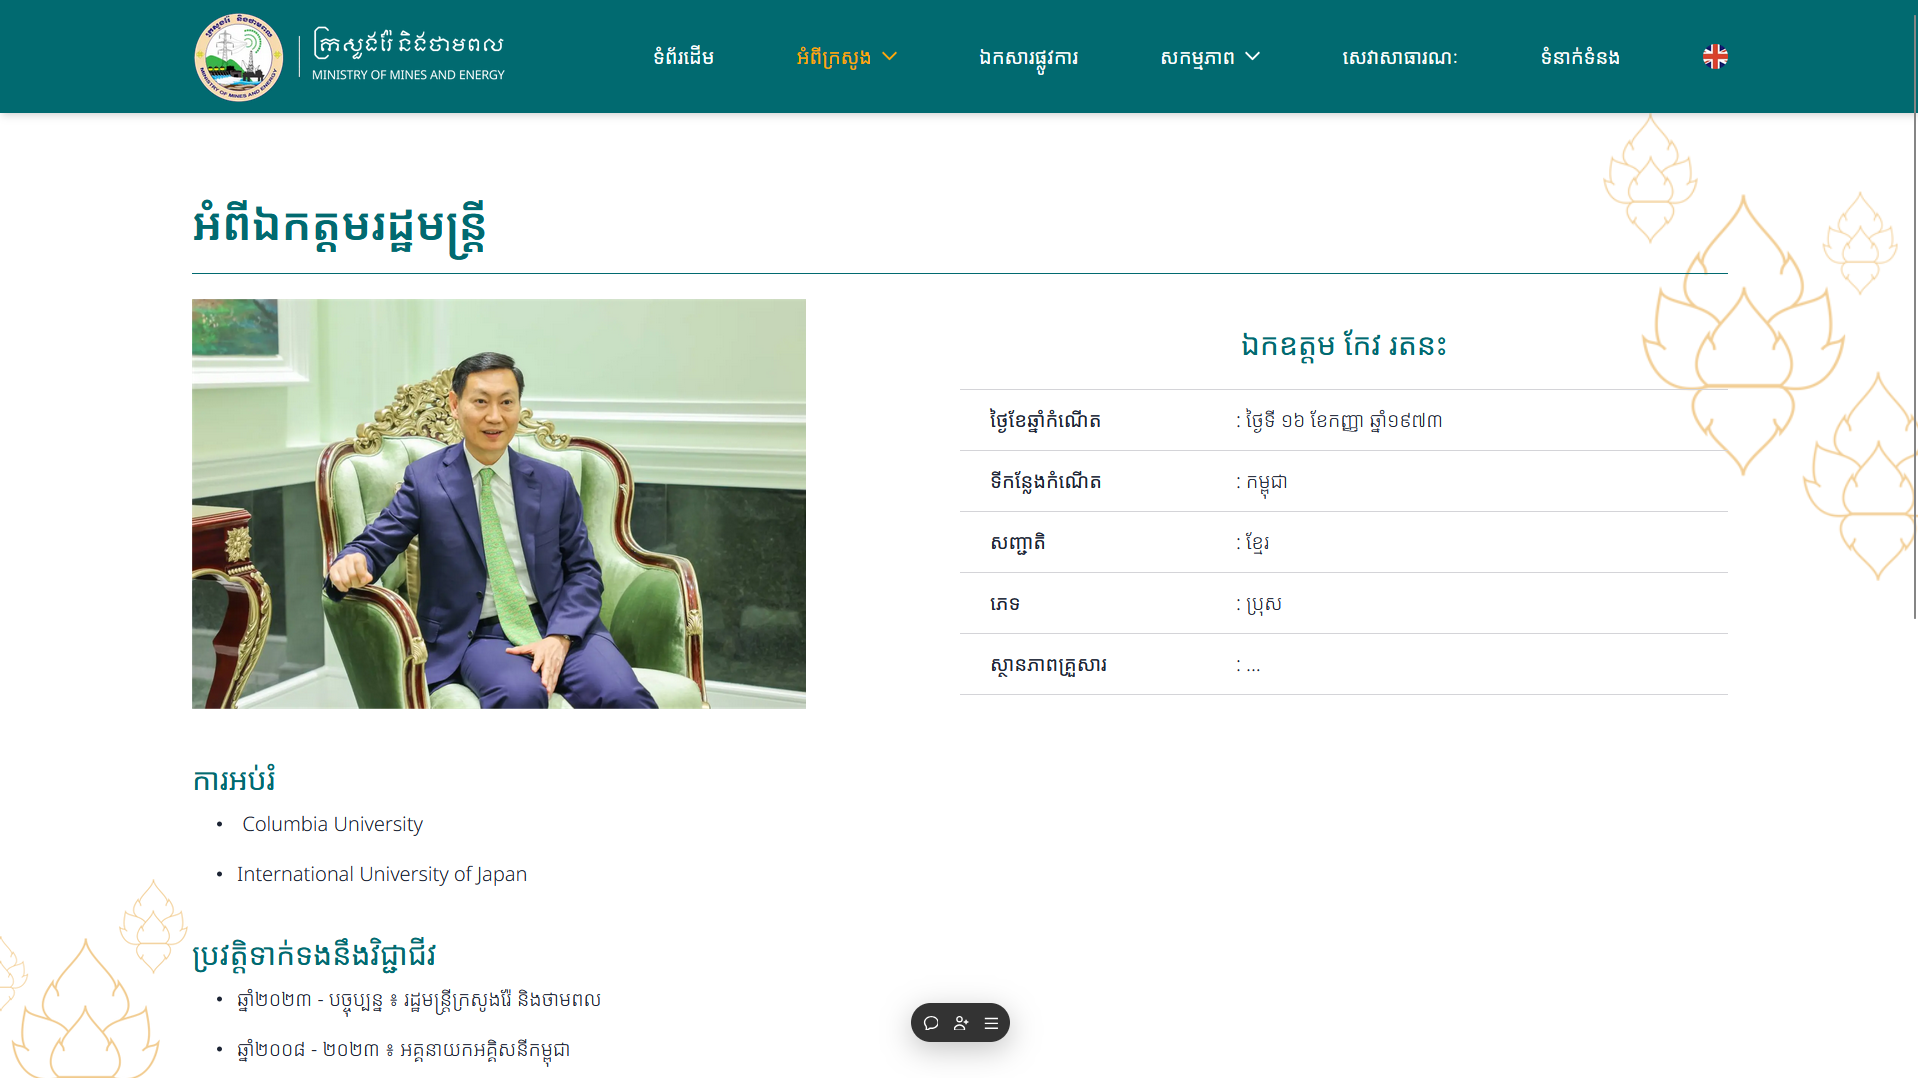 ក្រសួងរ៉ែ និងថាមពល
MINISTRY OF MINES AND ENERGY
ទំព័រដើម
អំពីក្រសួង
ឯកសារផ្លូវការ
សកម្មភាព
សេវាសាធារណៈ
ទំនាក់ទំនង
អំពីឯកត្តមរដ្ឋមន្ត្រី
ឯកឧត្តម កែវ រតនះ
ថ្ងៃខែឆ្នាំកំណើត : ថ្ងៃទី ១៦ ខែកញ្ញា ឆ្នាំ១៩៧៣
ទីកន្លែងកំណើត : កម្ពុជា
សញ្ជាតិ : ខ្មែរ
ភេទ : ប្រុស
ស្ថានភាពគ្រួសារ : ...
ការអប់រំ
• Columbia University
• International University of Japan
ប្រវត្តិទាក់ទងនឹងវិជ្ជាជីវ
• ឆ្នាំ២០២៣ - បច្ចុប្បន្ន ៖ រដ្ឋមន្ត្រីក្រសួងរ៉ែ និងថាមពល
• ឆ្នាំ២០០៨ - ២០២៣ ៖ អគ្គនាយកអគ្គិសនីកម្ពុជា